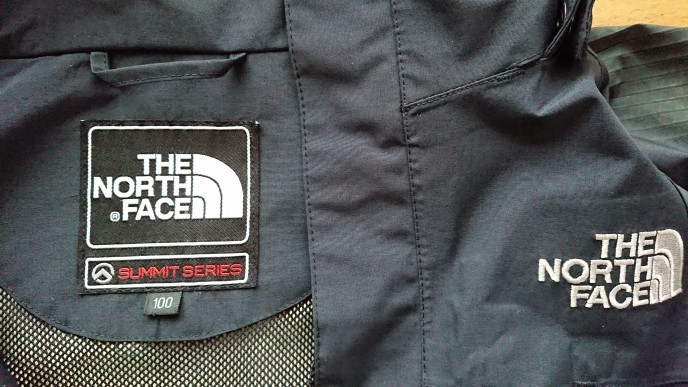 THE
NORTH
® FACE
SUMMIT SERIES
100
THE
NORTH
FACE